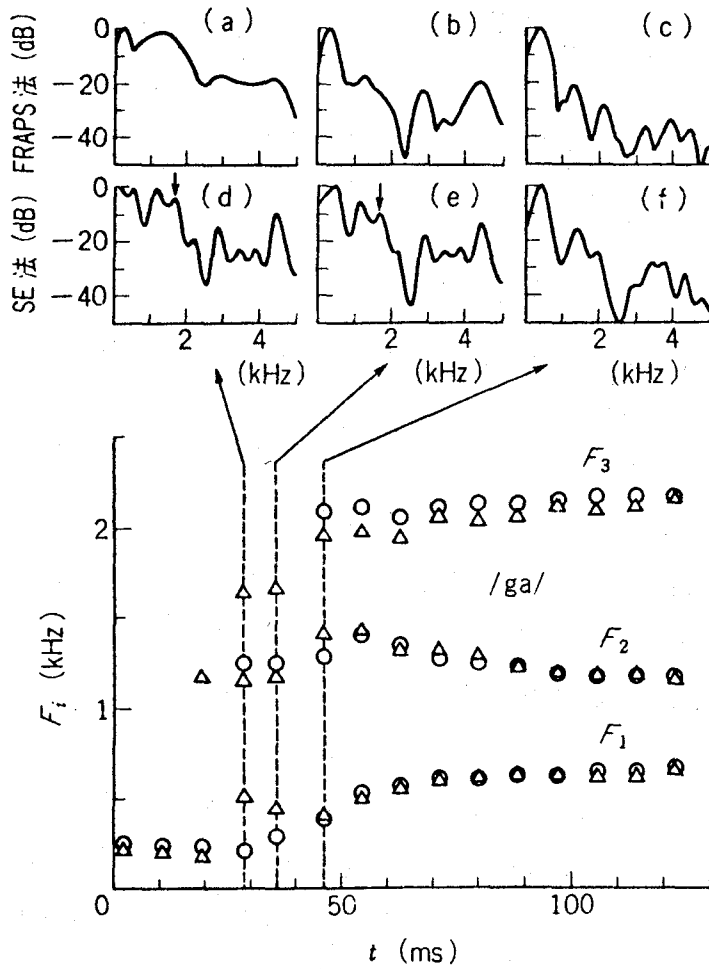 (a) (b) (c)
FRAPS法 (dB)
0
−20
−40
(d) (e) (f)
SE法 (dB)
0
−20
−40
2 4 2 4 2 4
(kHz) (kHz) (kHz)
F3
/ga/
F2
F1
Fi (kHz)
2
1
0
0 50 100
t (ms)